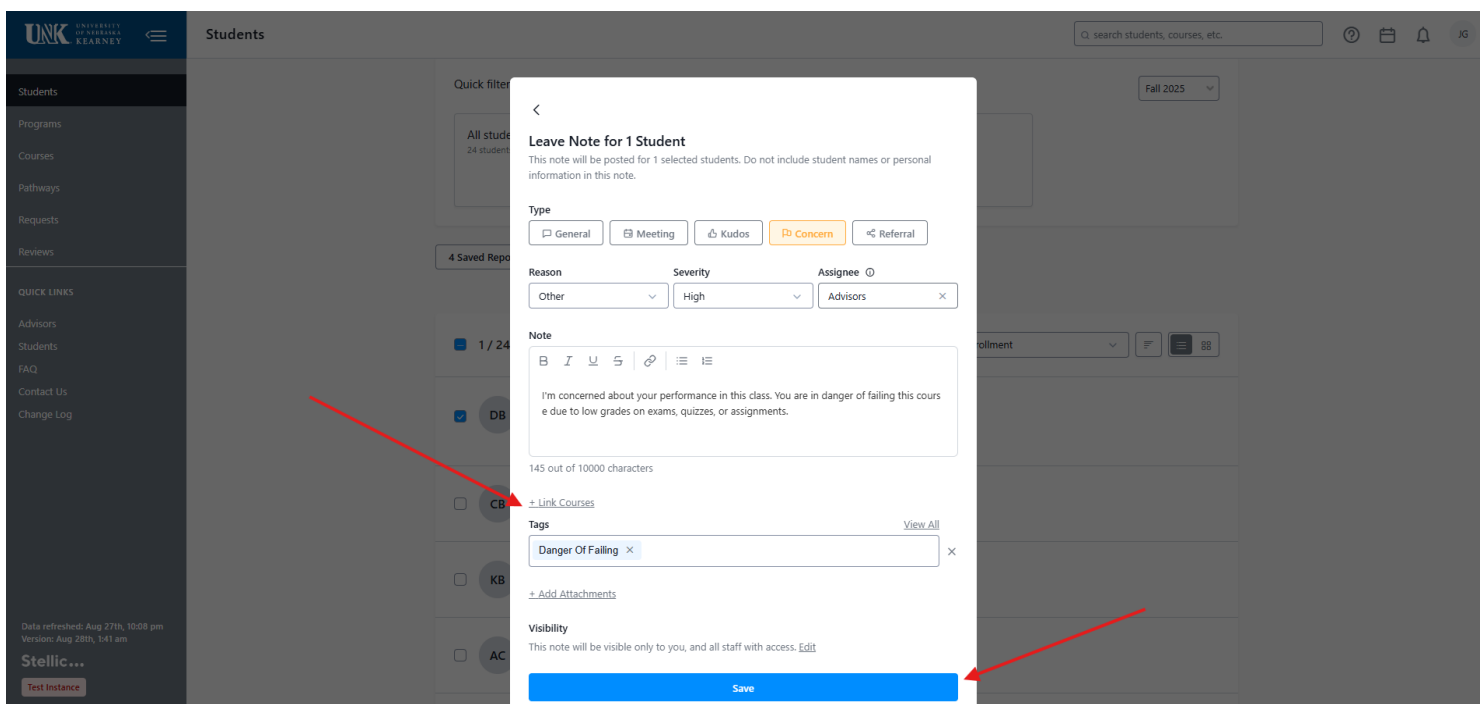 UNK
UNIVERSITY
OF NEBRASKA
KEARNEY
Students
search students, courses, etc.
JG
Students
Programs
Courses
Pathways
Requests
Reviews
QUICK LINKS
Advisors
Students
FAQ
Contact Us
Change Log
Data refreshed: Aug 27th, 10:08 pm
Version: Aug 28th, 1:41 am
Stellic...
Test Instance
Quick filter
Fall 2025
All stude
24 student
4 Saved Repo
1 / 24
ollment
DB
CB
KB
AC
Leave Note for 1 Student
This note will be posted for 1 selected students. Do not include student names or personal
information in this note.
Type
General
Meeting
Kudos
Concern
Referral
Reason
Severity
Assignee
Other
High
Advisors
Note
B I U S
I'm concerned about your performance in this class. You are in danger of failing this cours
e due to low grades on exams, quizzes, or assignments.
145 out of 10000 characters
+ Link Courses
Tags
View All
Danger Of Failing
+ Add Attachments
Visibility
This note will be visible only to you, and all staff with access. Edit
Save